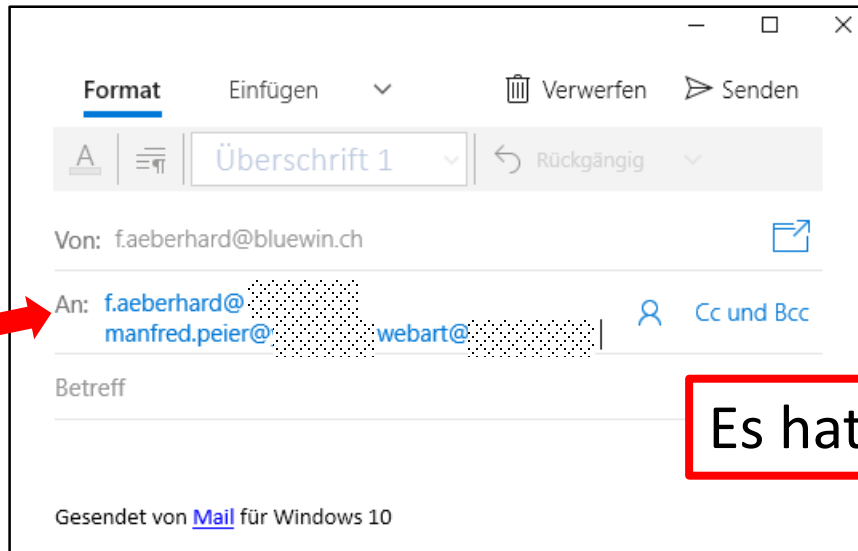 Format Einfügen Verwerfen Senden
A Überschrift 1 Rückgängig
Von: f.aeberhard@bluewin.ch
An: f.aeberhard@
manfred.peier@ webart@
Cc und Bcc
Betreff
Es hat
Gesendet von Mail für Windows 10